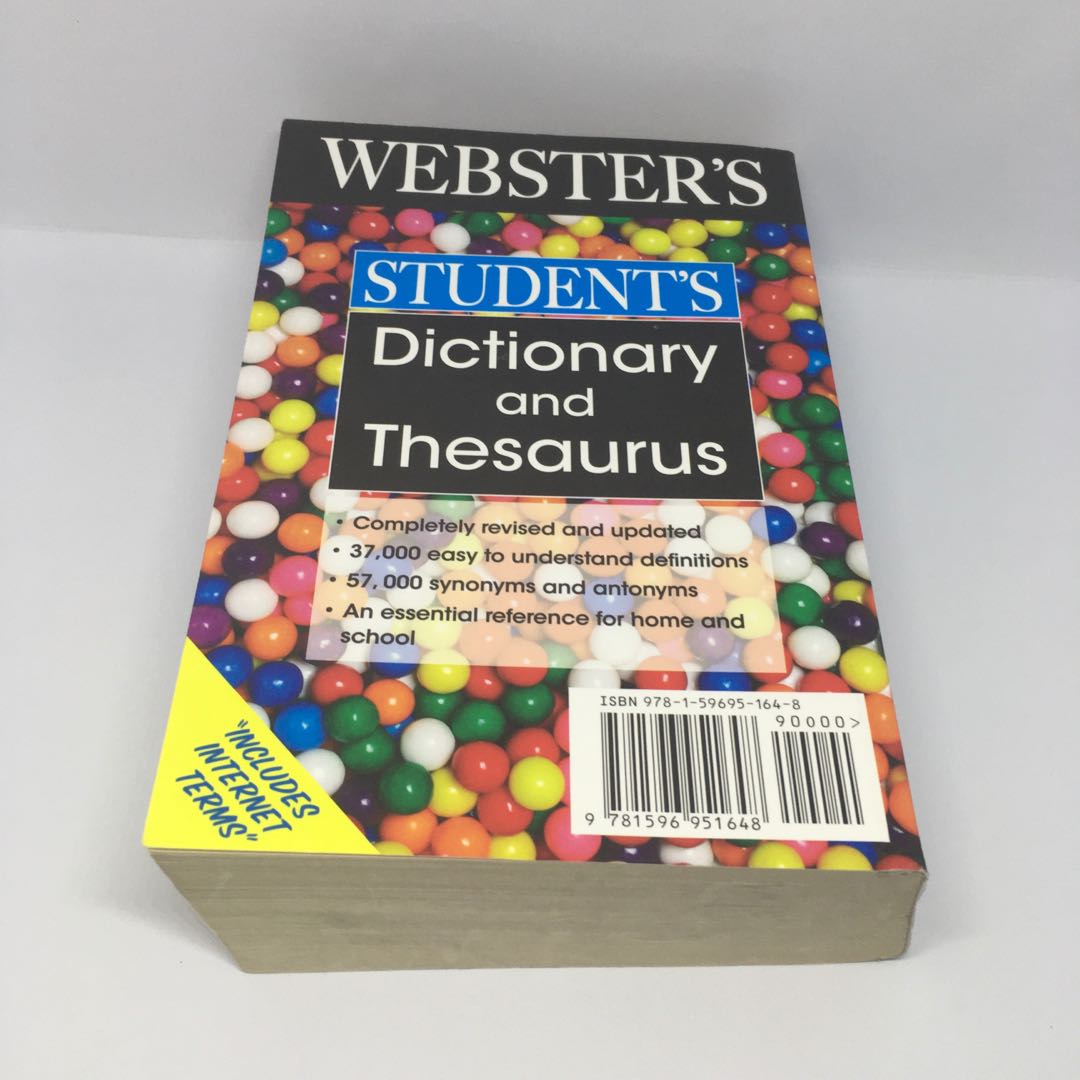 WEBSTER'S
STUDENT'S
Dictionary
and
Thesaurus
• Completely revised and updated
• 37,000 easy to understand definitions
• 57,000 synonyms and antonyms
• An essential reference for home and
school
"INCLUDES
INTERNET
TERMS"
ISBN 978-1-59695-164-8
90000>
9 781596 951648